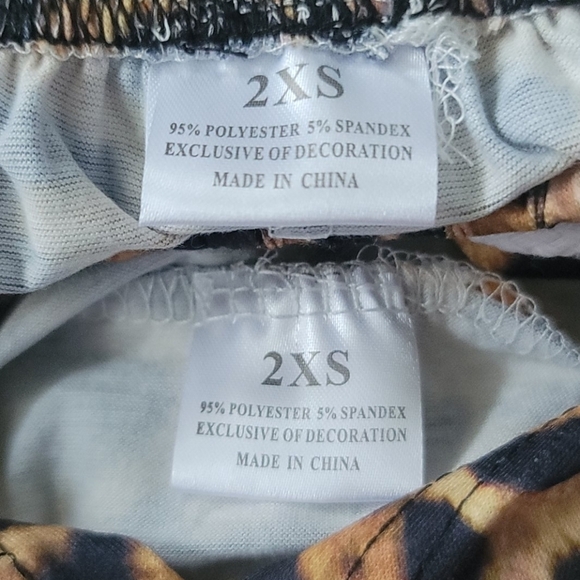 2XS
95% POLYESTER 5% SPANDEX
EXCLUSIVE OF DECORATION
MADE IN CHINA
2XS
95% POLYESTER 5% SPANDEX
EXCLUSIVE OF DECORATION
MADE IN CHINA